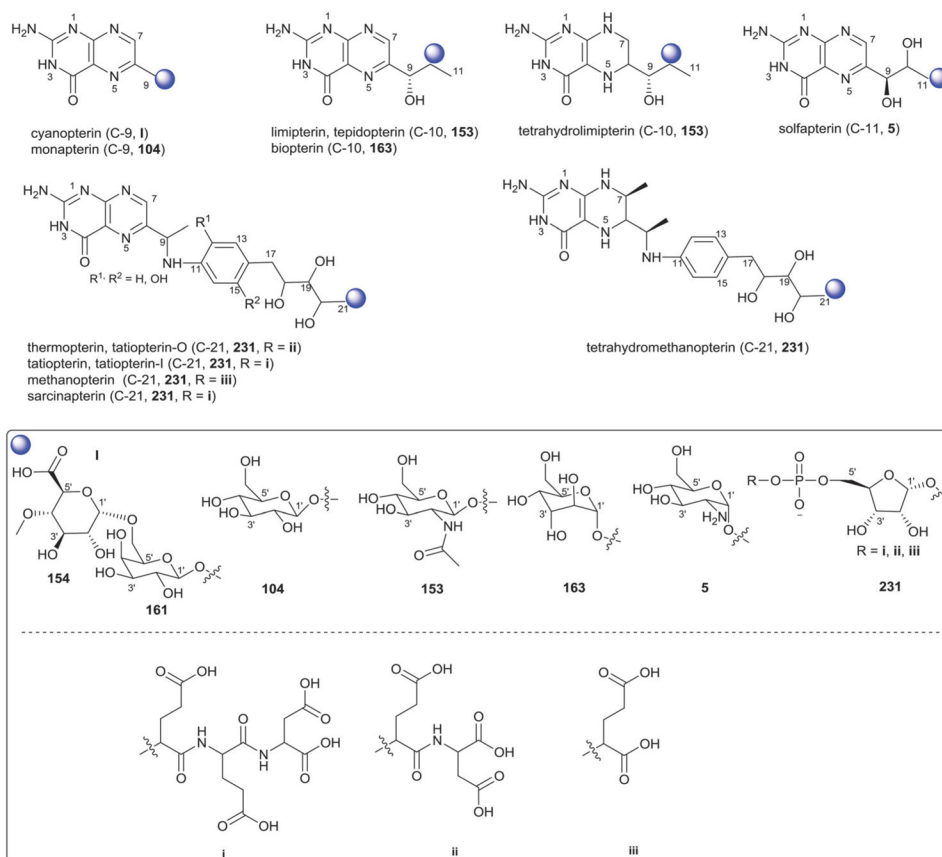 cyanopterin (C-9, I)
monapterin (C-9, 104)
limipterin, tepidopterin (C-10, 153)
biopterin (C-10, 163)
tetrahydrolimipterin (C-10, 153)
solfapterin (C-11, 5)
R¹, R² = H, OH
thermopterin, tatiopterin-O (C-21, 231, R = ii)
tatiopterin, tatiopterin-I (C-21, 231, R = i)
methanopterin (C-21, 231, R = iii)
sarcinapterin (C-21, 231, R = i)
tetrahydromethanopterin (C-21, 231)
I
154
161
104
153
163
5
R = i, ii, iii
231
i
ii
iii